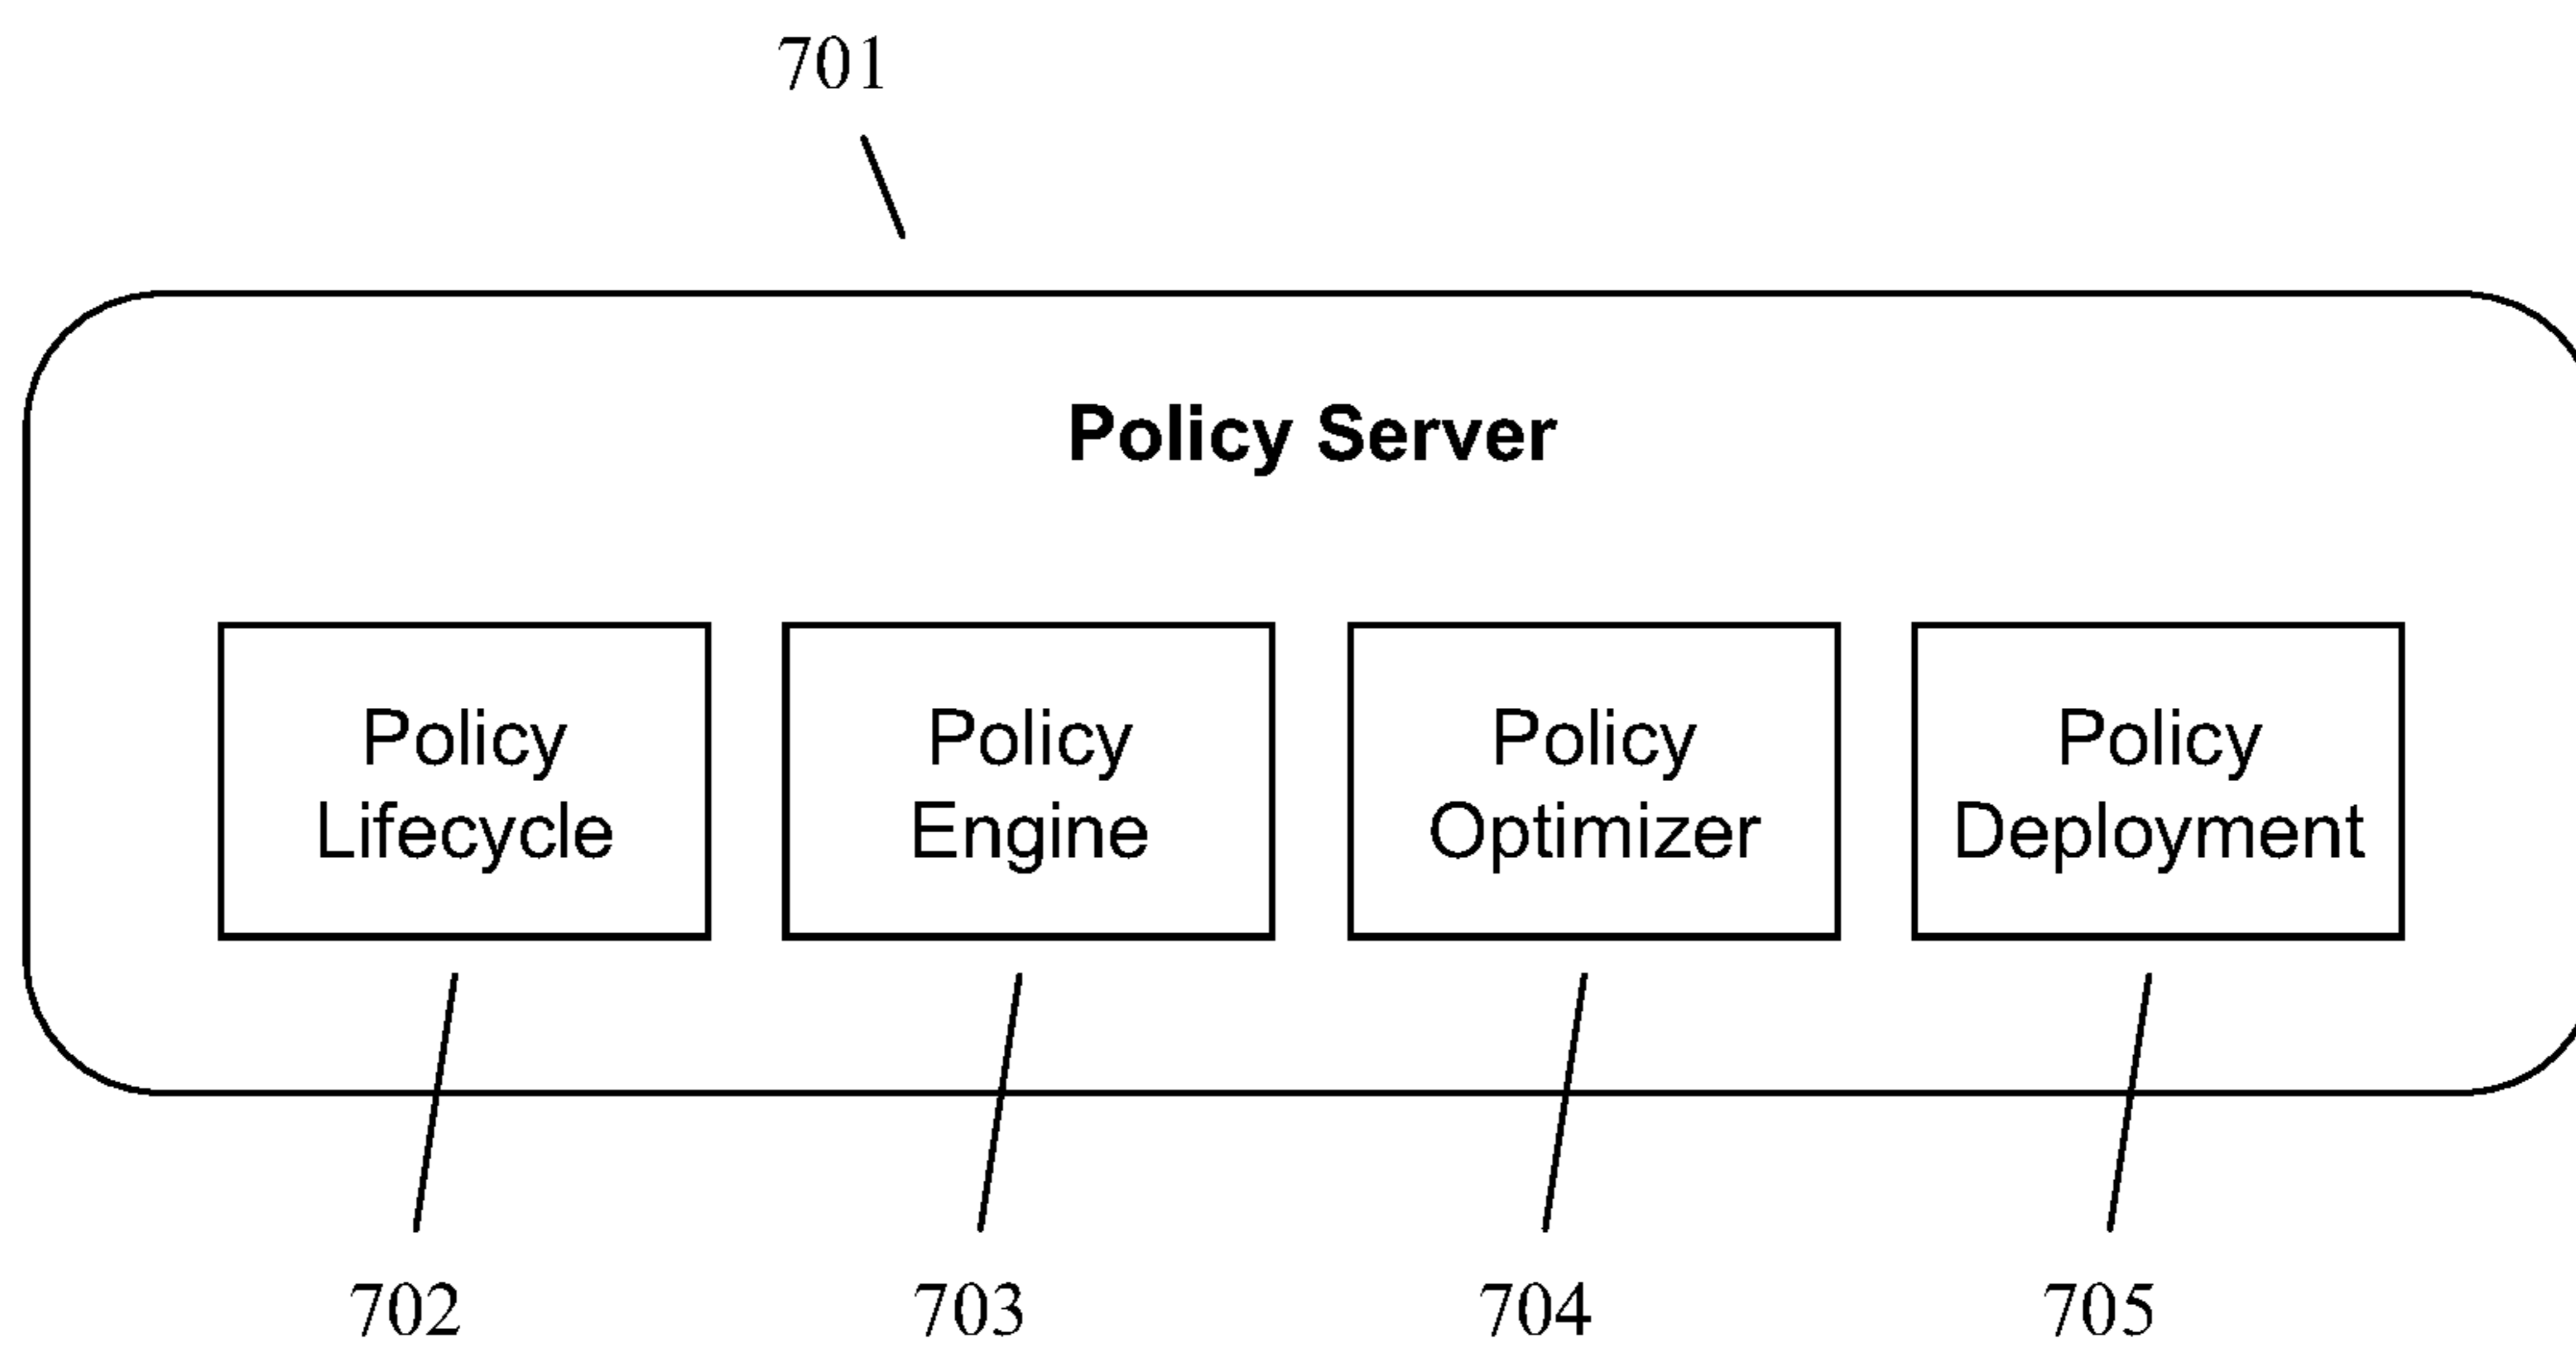 701
Policy Server
Policy
Lifecycle
Policy
Engine
Policy
Optimizer
Policy
Deployment
702
703
704
705